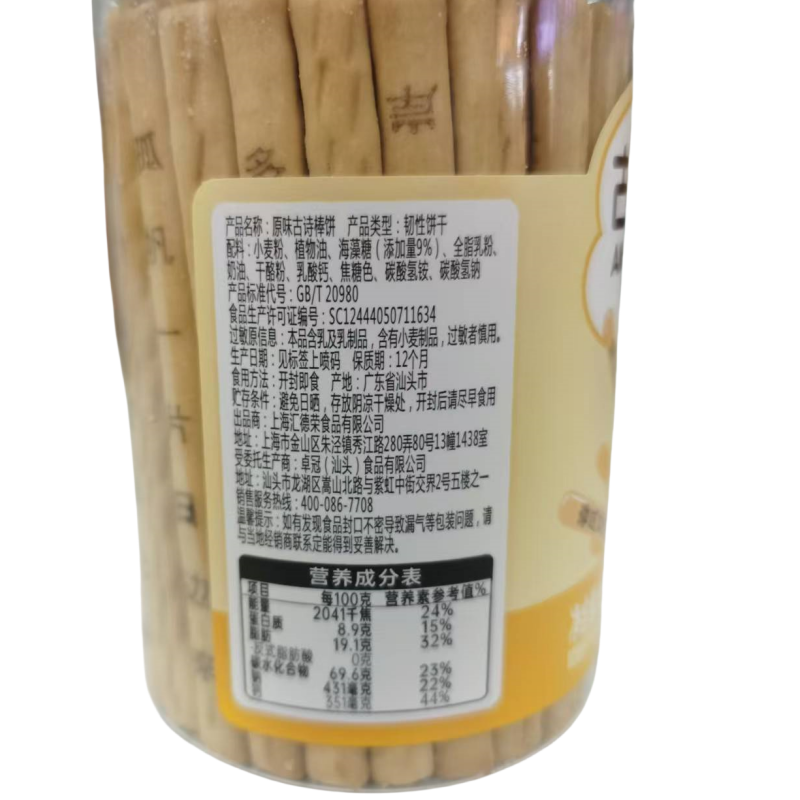 孤
帆
一
片
日
多
吉
产品名称：原味古诗棒饼 产品类型：韧性饼干
配料：小麦粉、植物油、海藻糖（添加量9%）、全脂乳粉、
奶油、干酪粉、乳酸钙、焦糖色、碳酸氢铵、碳酸氢钠
产品标准代号：GB/T 20980
食品生产许可证编号：SC12444050711634
过敏原信息：本品含乳及乳制品，含有小麦制品，过敏者慎用。
生产日期：见标签上喷码 保质期：12个月
食用方法：开封即食 产地：广东省汕头市
贮存条件：避免日晒，存放阴凉干燥处，开封后请尽早食用
出品商：上海汇德荣食品有限公司
地址：上海市金山区朱泾镇秀江路280弄80号13幢1438室
受委托生产商：卓冠（汕头）食品有限公司
地址：汕头市龙湖区嵩山北路与紫虹中街交界2号五楼之一
销售服务热线：400-086-7708
温馨提示：如有发现食品封口不密导致漏气等包装问题，请
与当地经销商联系定能得到妥善解决。
营养成分表
项目 每100克 营养素参考值%
能量 2041千焦 24%
蛋白质 8.9克 15%
脂肪 19.1克 32%
-反式脂肪酸 0克
碳水化合物 69.6克 23%
钠 431毫克 22%
钙 351毫克 44%